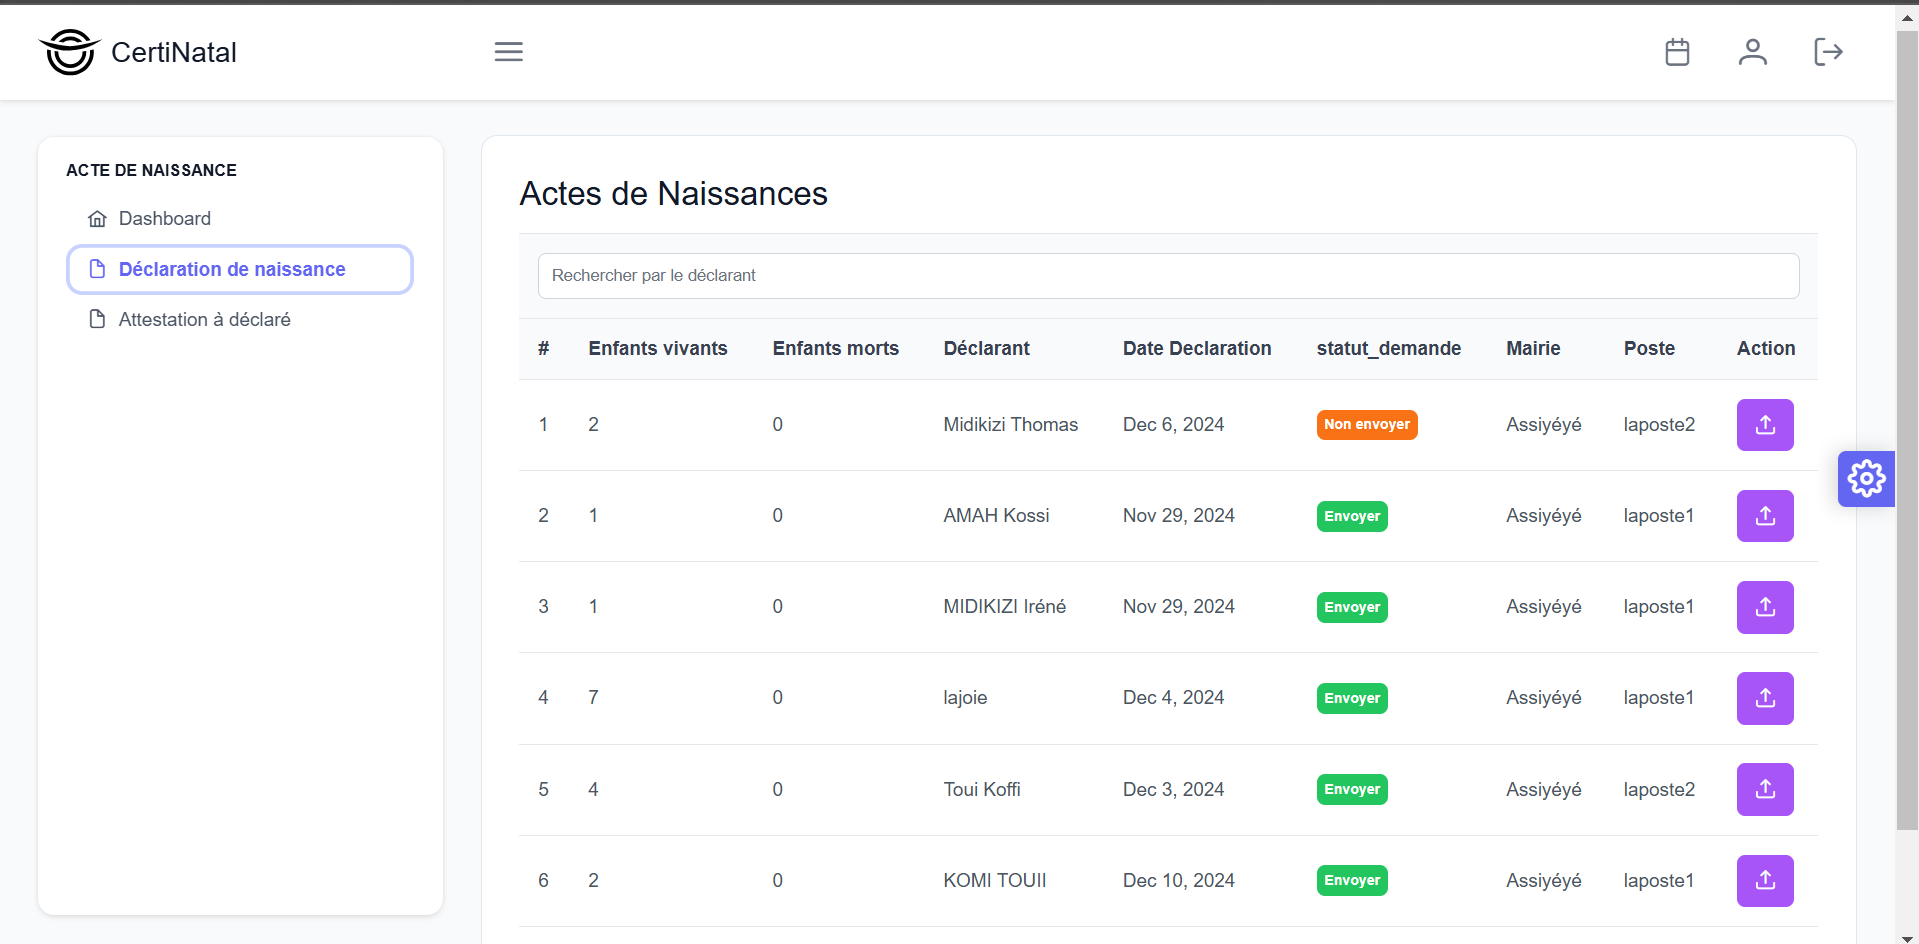 CertiNatal
ACTE DE NAISSANCE
Dashboard
Déclaration de naissance
Attestation à déclaré
Actes de Naissances
Rechercher par le déclarant
# Enfants vivants Enfants morts Déclarant Date Declaration statut_demande Mairie Poste Action
1 2 0 Midikizi Thomas Dec 6, 2024 Non envoyer Assiyéyé laposte2
2 1 0 AMAH Kossi Nov 29, 2024 Envoyer Assiyéyé laposte1
3 1 0 MIDIKIZI Iréné Nov 29, 2024 Envoyer Assiyéyé laposte1
4 7 0 lajoie Dec 4, 2024 Envoyer Assiyéyé laposte1
5 4 0 Toui Koffi Dec 3, 2024 Envoyer Assiyéyé laposte2
6 2 0 KOMI TOUII Dec 10, 2024 Envoyer Assiyéyé laposte1